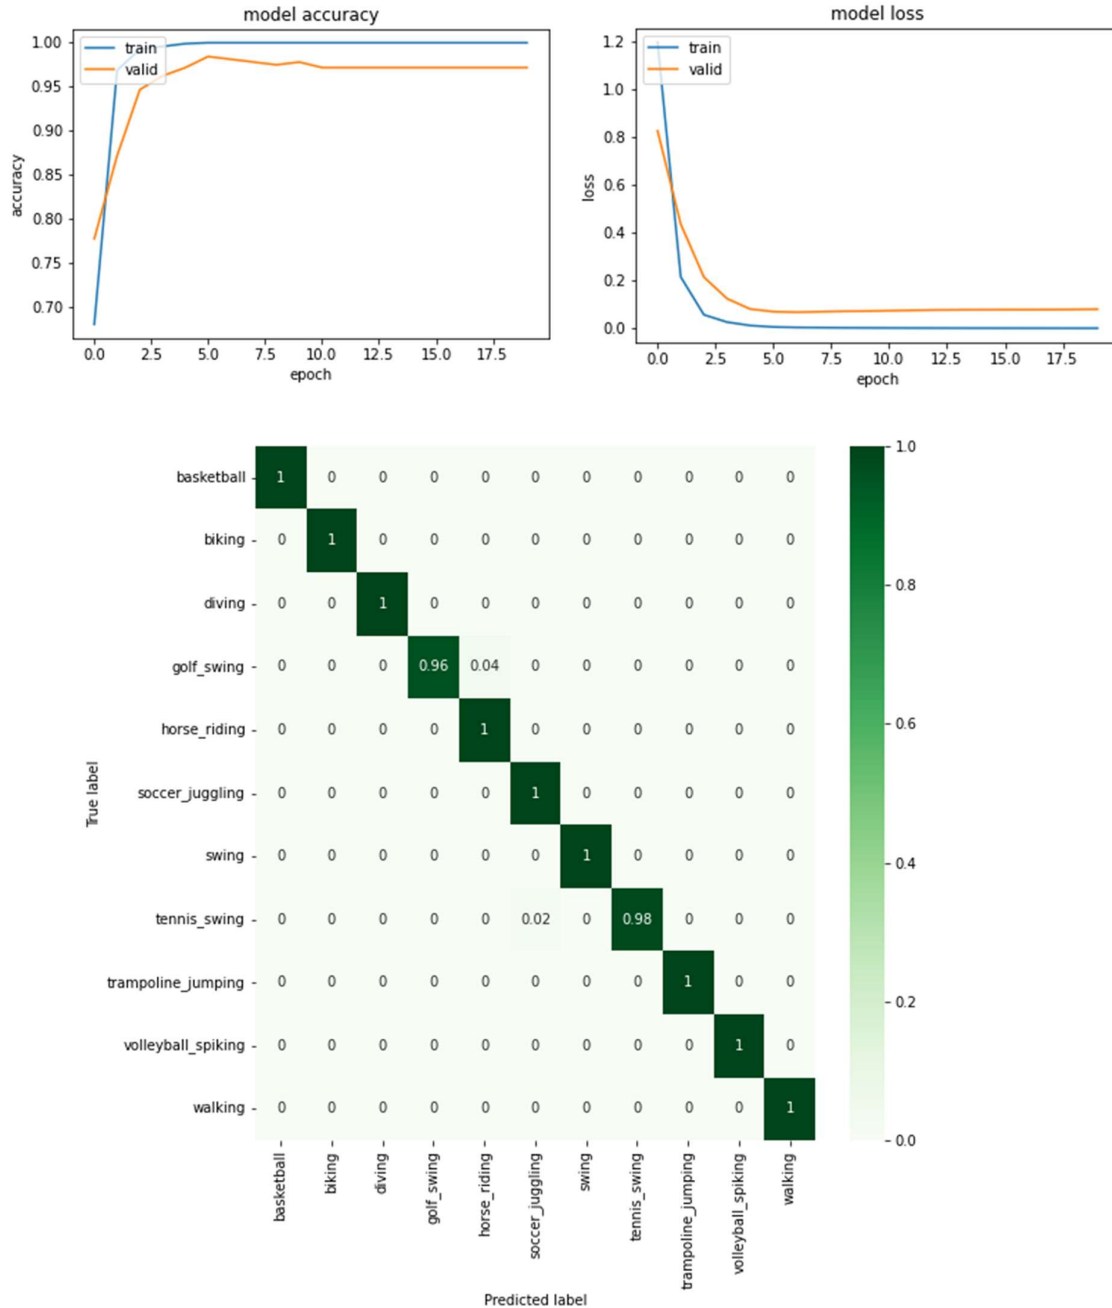 model accuracy
train
valid
accuracy
1.00
0.95
0.90
0.85
0.80
0.75
0.70
0.0 2.5 5.0 7.5 10.0 12.5 15.0 17.5
epoch
model loss
train
valid
loss
1.2
1.0
0.8
0.6
0.4
0.2
0.0
0.0 2.5 5.0 7.5 10.0 12.5 15.0 17.5
epoch
True label
basketball 1 0 0 0 0 0 0 0 0 0 0
biking 0 1 0 0 0 0 0 0 0 0 0
diving 0 0 1 0 0 0 0 0 0 0 0
golf_swing 0 0 0 0.96 0.04 0 0 0 0 0 0
horse_riding 0 0 0 0 1 0 0 0 0 0 0
soccer_juggling 0 0 0 0 0 1 0 0 0 0 0
swing 0 0 0 0 0 0 1 0 0 0 0
tennis_swing 0 0 0 0 0 0.02 0 0.98 0 0 0
trampoline_jumping 0 0 0 0 0 0 0 0 1 0 0
volleyball_spiking 0 0 0 0 0 0 0 0 0 1 0
walking 0 0 0 0 0 0 0 0 0 0 1
basketball
biking
diving
golf_swing
horse_riding
soccer_juggling
swing
tennis_swing
trampoline_jumping
volleyball_spiking
walking
Predicted label
1.0
0.8
0.6
0.4
0.2
0.0